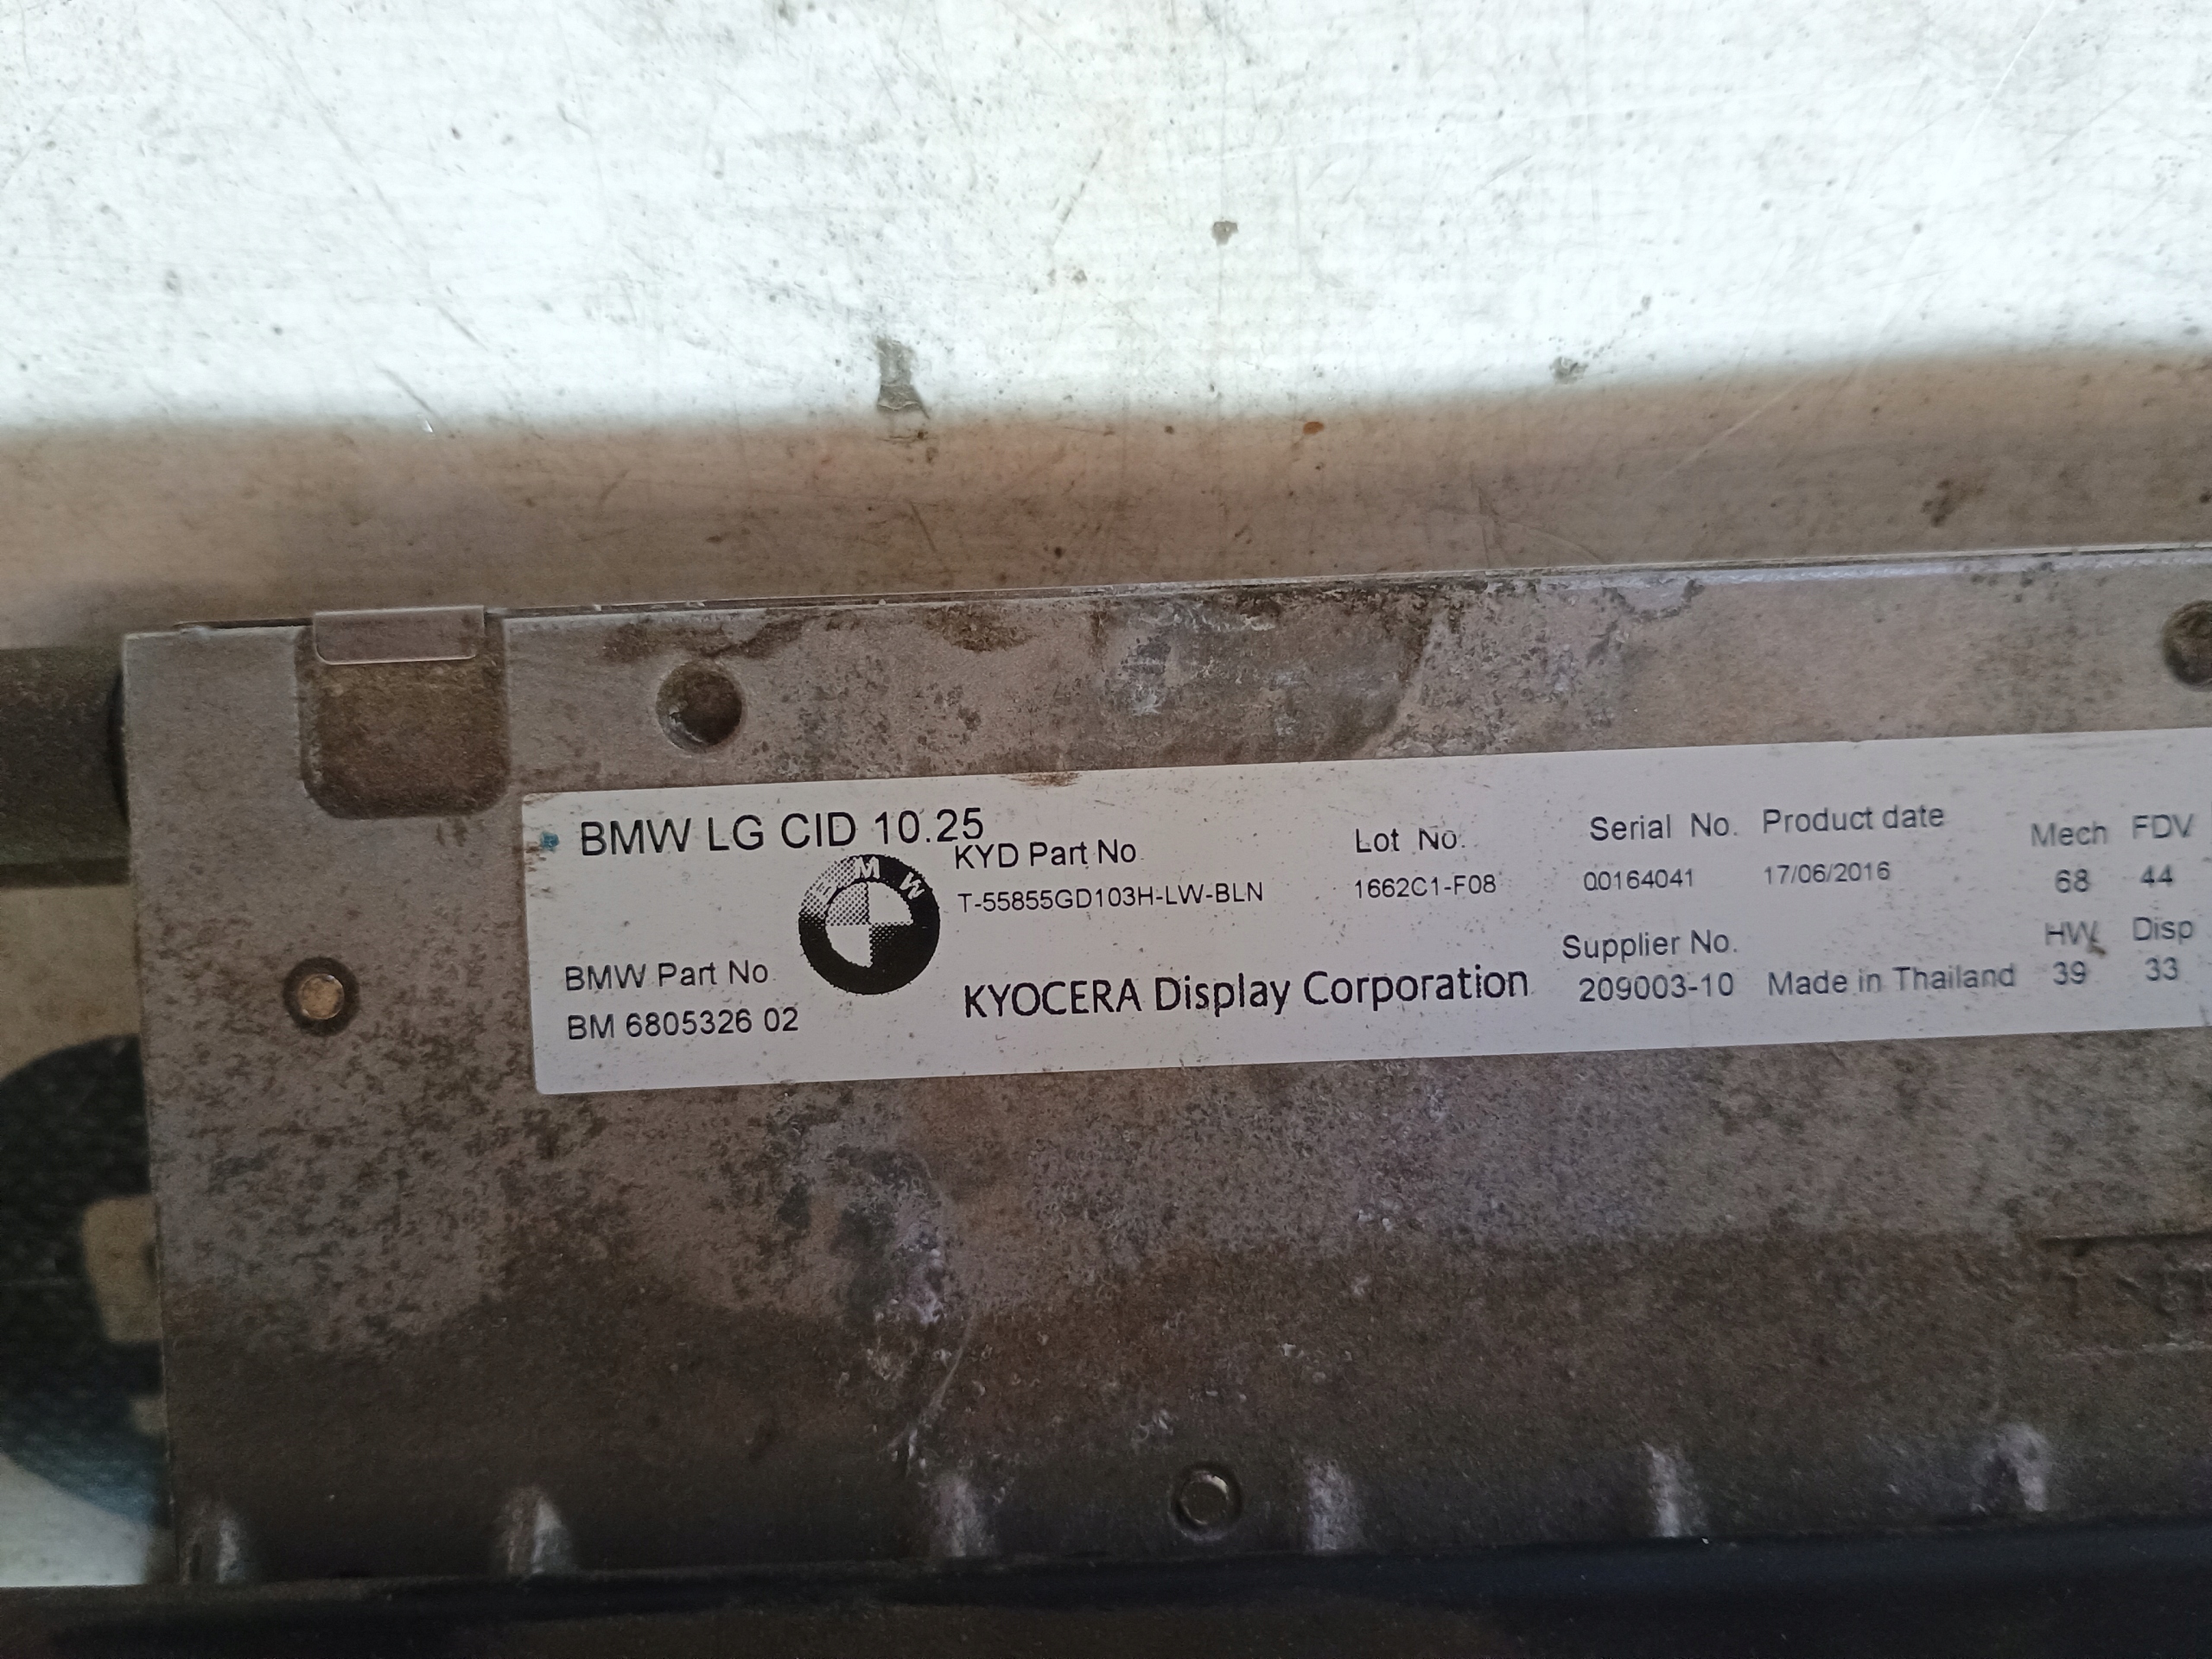 BMW LG CID 10.25
KYD Part No
T-55855GD103H-LW-BLN
Lot No.
1662C1-F08
Serial No.
00164041
Product date
17/06/2016
Mech FDV
68 44
BMW
BMW Part No
BM 6805326 02
KYOCERA Display Corporation
Supplier No.
209003-10
Made in Thailand
HW Disp
39 33